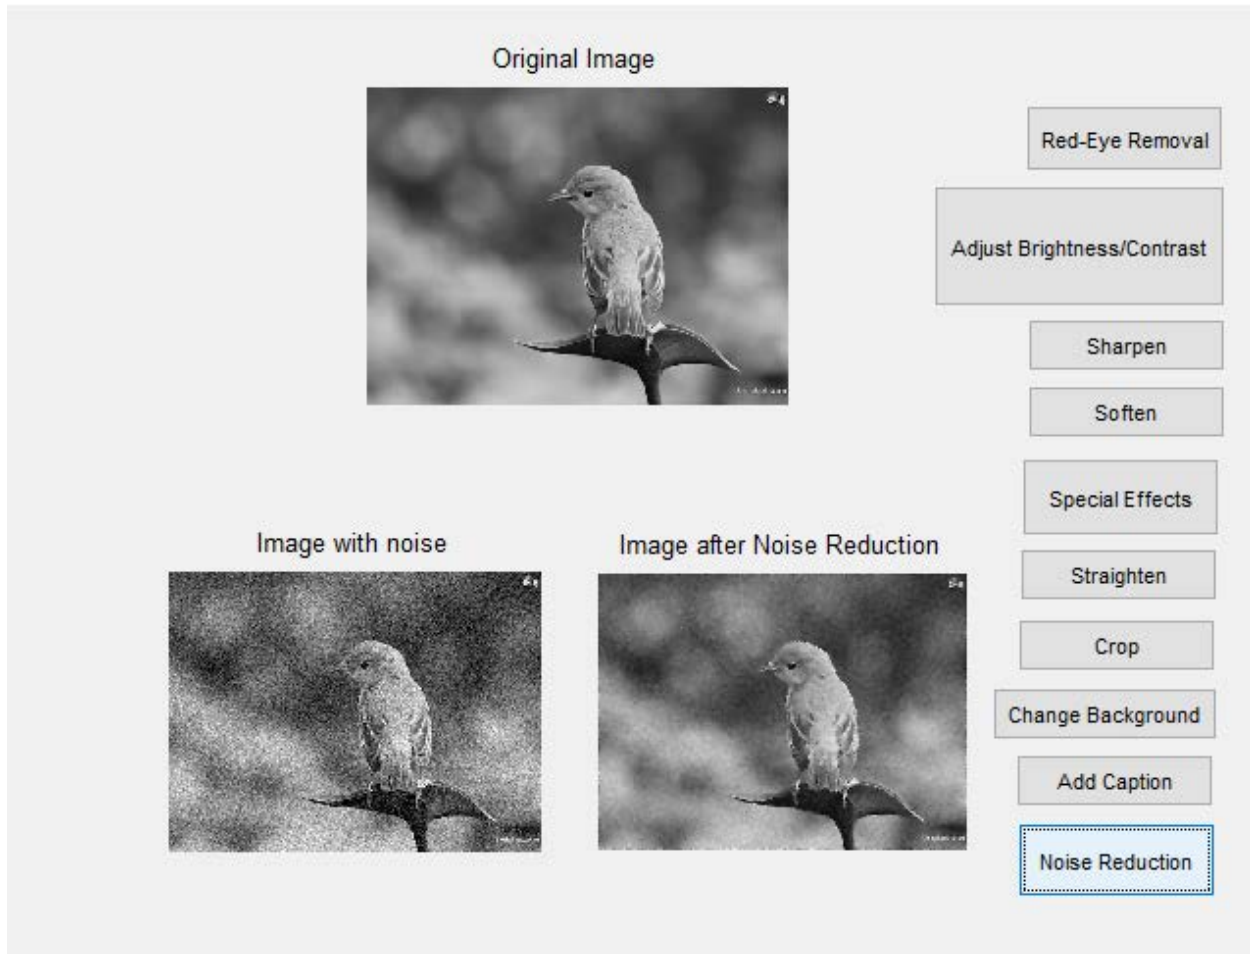 Original Image
Red-Eye Removal
Adjust Brightness/Contrast
Sharpen
Soften
Special Effects
Image with noise
Image after Noise Reduction
Straighten
Crop
Change Background
Add Caption
Noise Reduction